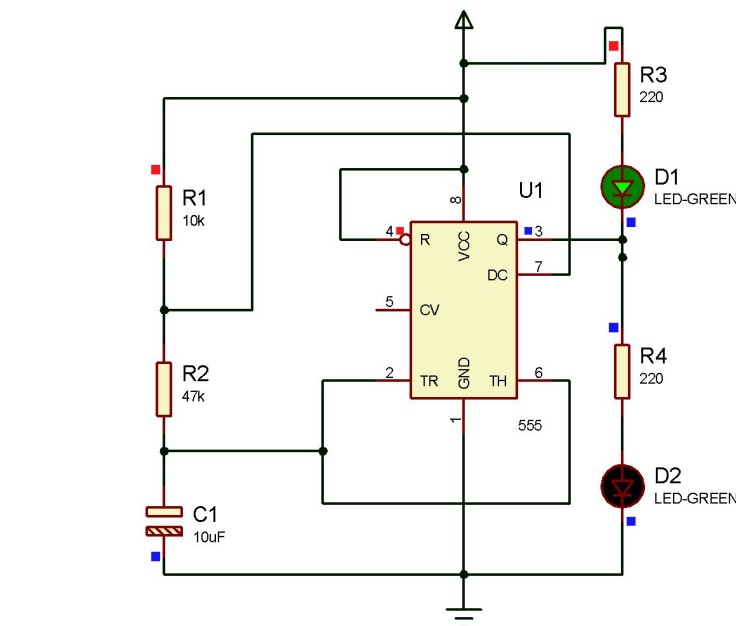 R3
220
D1
LED-GREEN
U1
R1
10k
8
VCC
4
R
Q
3
DC
7
5
CV
R2
47k
2
TR
GND
TH
6
R4
220
1
555
D2
LED-GREEN
C1
10uF